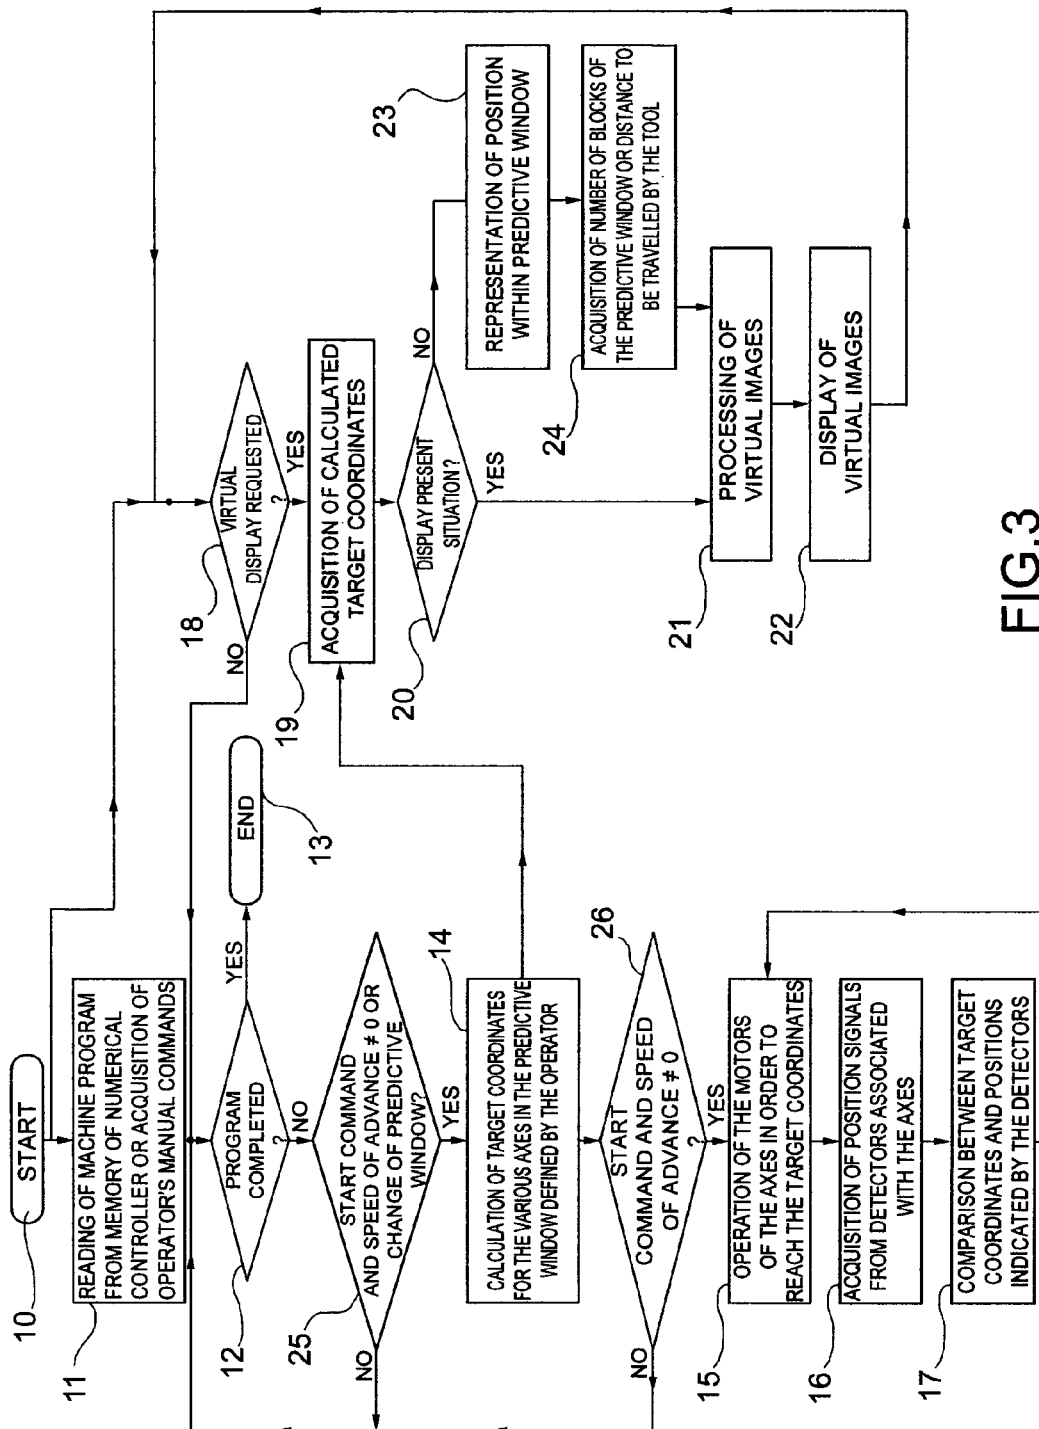 START
10
READING OF MACHINE PROGRAM
FROM MEMORY OF NUMERICAL
CONTROLLER OR ACQUISITION OF
OPERATOR'S MANUAL COMMANDS
11
PROGRAM
COMPLETED
?
12
YES
NO
END
13
START COMMAND
AND SPEED OF ADVANCE ≠ 0 OR
CHANGE OF PREDICTIVE
WINDOW?
25
NO
YES
CALCULATION OF TARGET COORDINATES
FOR THE VARIOUS AXES IN THE PREDICTIVE
WINDOW DEFINED BY THE OPERATOR
14
START
COMMAND AND SPEED
OF ADVANCE ≠ 0
?
26
NO
YES
OPERATION OF THE MOTORS
OF THE AXES IN ORDER TO
REACH THE TARGET COORDINATES
15
ACQUISITION OF POSITION SIGNALS
FROM DETECTORS ASSOCIATED
WITH THE AXES
16
COMPARISON BETWEEN TARGET
COORDINATES AND POSITIONS
INDICATED BY THE DETECTORS
17
VIRTUAL
DISPLAY REQUESTED
?
18
NO
YES
ACQUISITION OF CALCULATED
TARGET COORDINATES
19
DISPLAY PRESENT
SITUATION?
20
NO
YES
REPRESENTATION OF POSITION
WITHIN PREDICTIVE WINDOW
23
ACQUISITION OF NUMBER OF BLOCKS OF
THE PREDICTIVE WINDOW OR DISTANCE TO
BE TRAVELLED BY THE TOOL
24
PROCESSING OF
VIRTUAL IMAGES
21
DISPLAY OF
VIRTUAL IMAGES
22
FIG.3